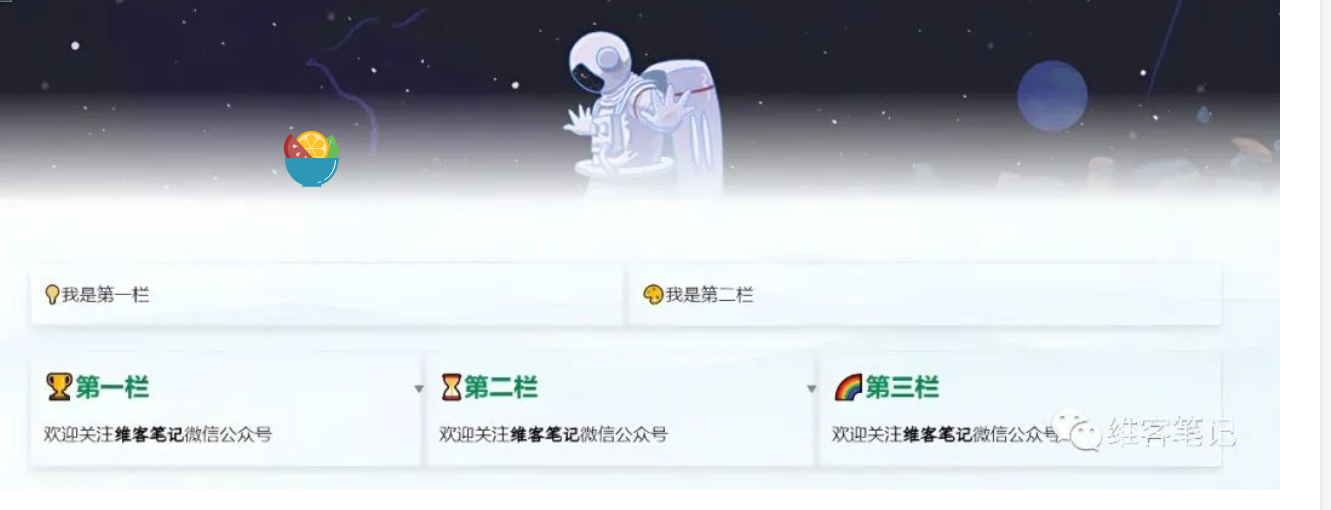 我是第一栏
我是第二栏
第一栏
第二栏
第三栏
欢迎关注维客笔记微信公众号
欢迎关注维客笔记微信公众号
欢迎关注维客笔记微信公众号
维客笔记